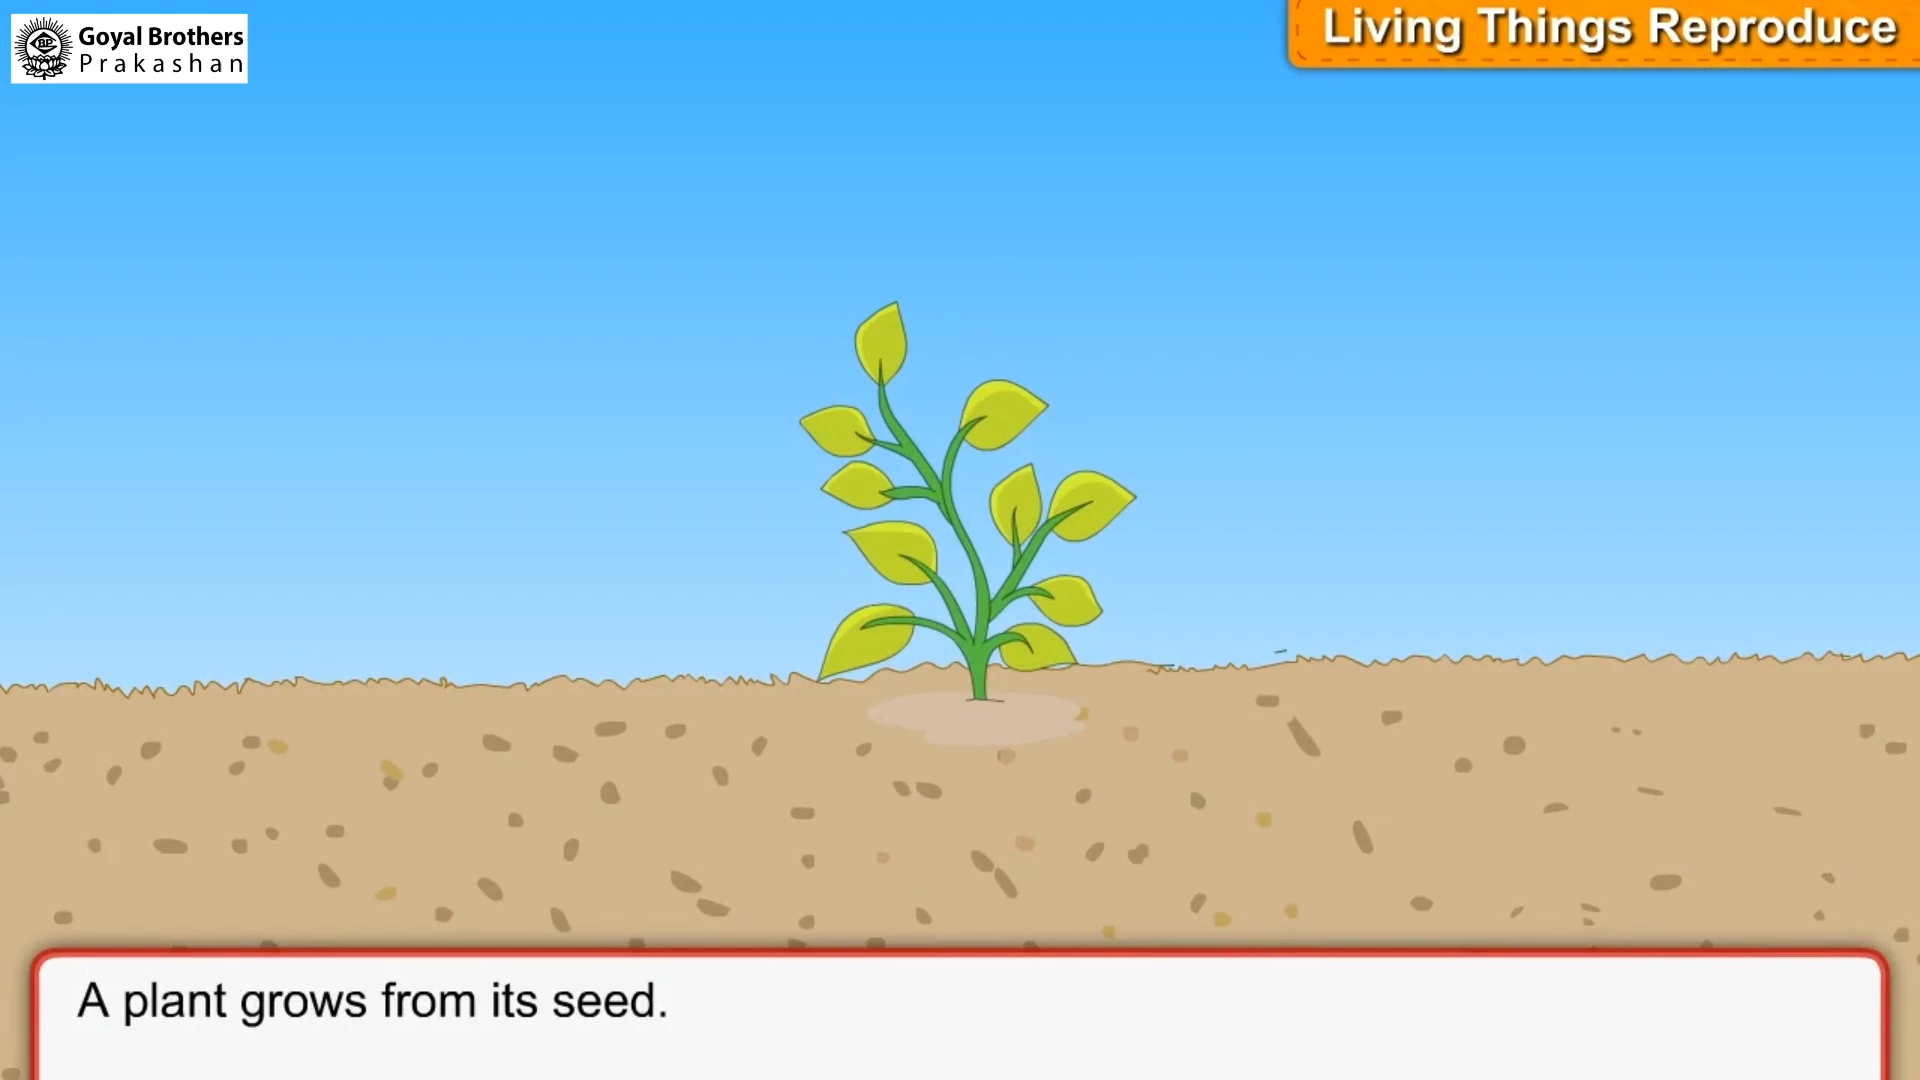 Goyal Brothers
Prakashan
Living Things Reproduce
A plant grows from its seed.